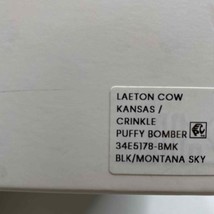 LAETON COW
KANSAS /
CRINKLE
PUFFY BOMBER
34E5178-BMK
BLK/MONTANA SKY